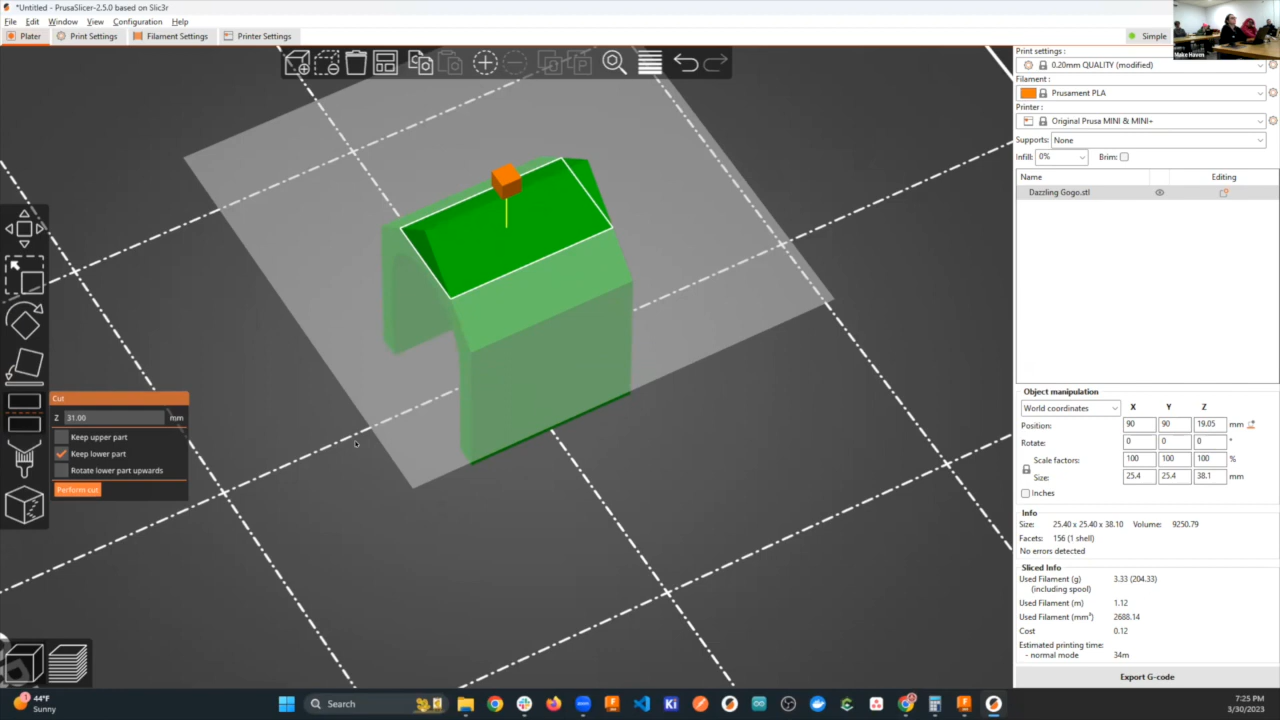 *Untitled - PrusaSlicer-2.5.0 based on Slic3r
File Edit Window View Configuration Help
Plater Print Settings Filament Settings Printer Settings
Simple
Make Haven
Print settings :
0.20mm QUALITY (modified)
Filament :
Prusament PLA
Printer :
Original Prusa MINI & MINI+
Supports: None
Infill: 0% Brim:
Name Editing
Dazzling Gogo.stl
Object manipulation
World coordinates X Y Z
Position: 90 90 19.05 mm
Rotate: 0 0 0 °
Scale factors: 100 100 100 %
Size: 25.4 25.4 38.1 mm
Inches
Info
Size: 25.40 x 25.40 x 38.10 Volume: 9250.79
Facets: 156 (1 shell)
No errors detected
Sliced Info
Used Filament (g) 3.33 (204.33)
(including spool)
Used Filament (m) 1.12
Used Filament (mm³) 2688.14
Cost 0.12
Estimated printing time:
- normal mode 34m
Export G-code
Cut
Z 31.00 mm
Keep upper part
Keep lower part
Rotate lower part upwards
Perform cut
1
44°F
Sunny
Search
7:25 PM
3/30/2023